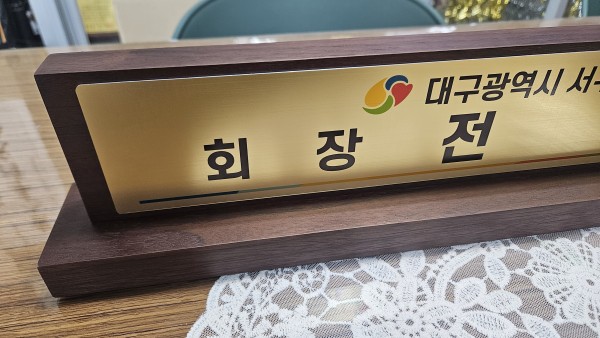 대구광역시 서
회 장 전